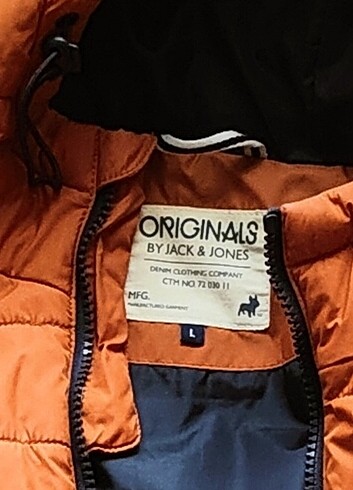 ORIGINALS
BY JACK & JONES
DENIM CLOTHING COMPANY
CTM NO. 72 030 11
MFG.
MANUFACTURED GARMENT
L